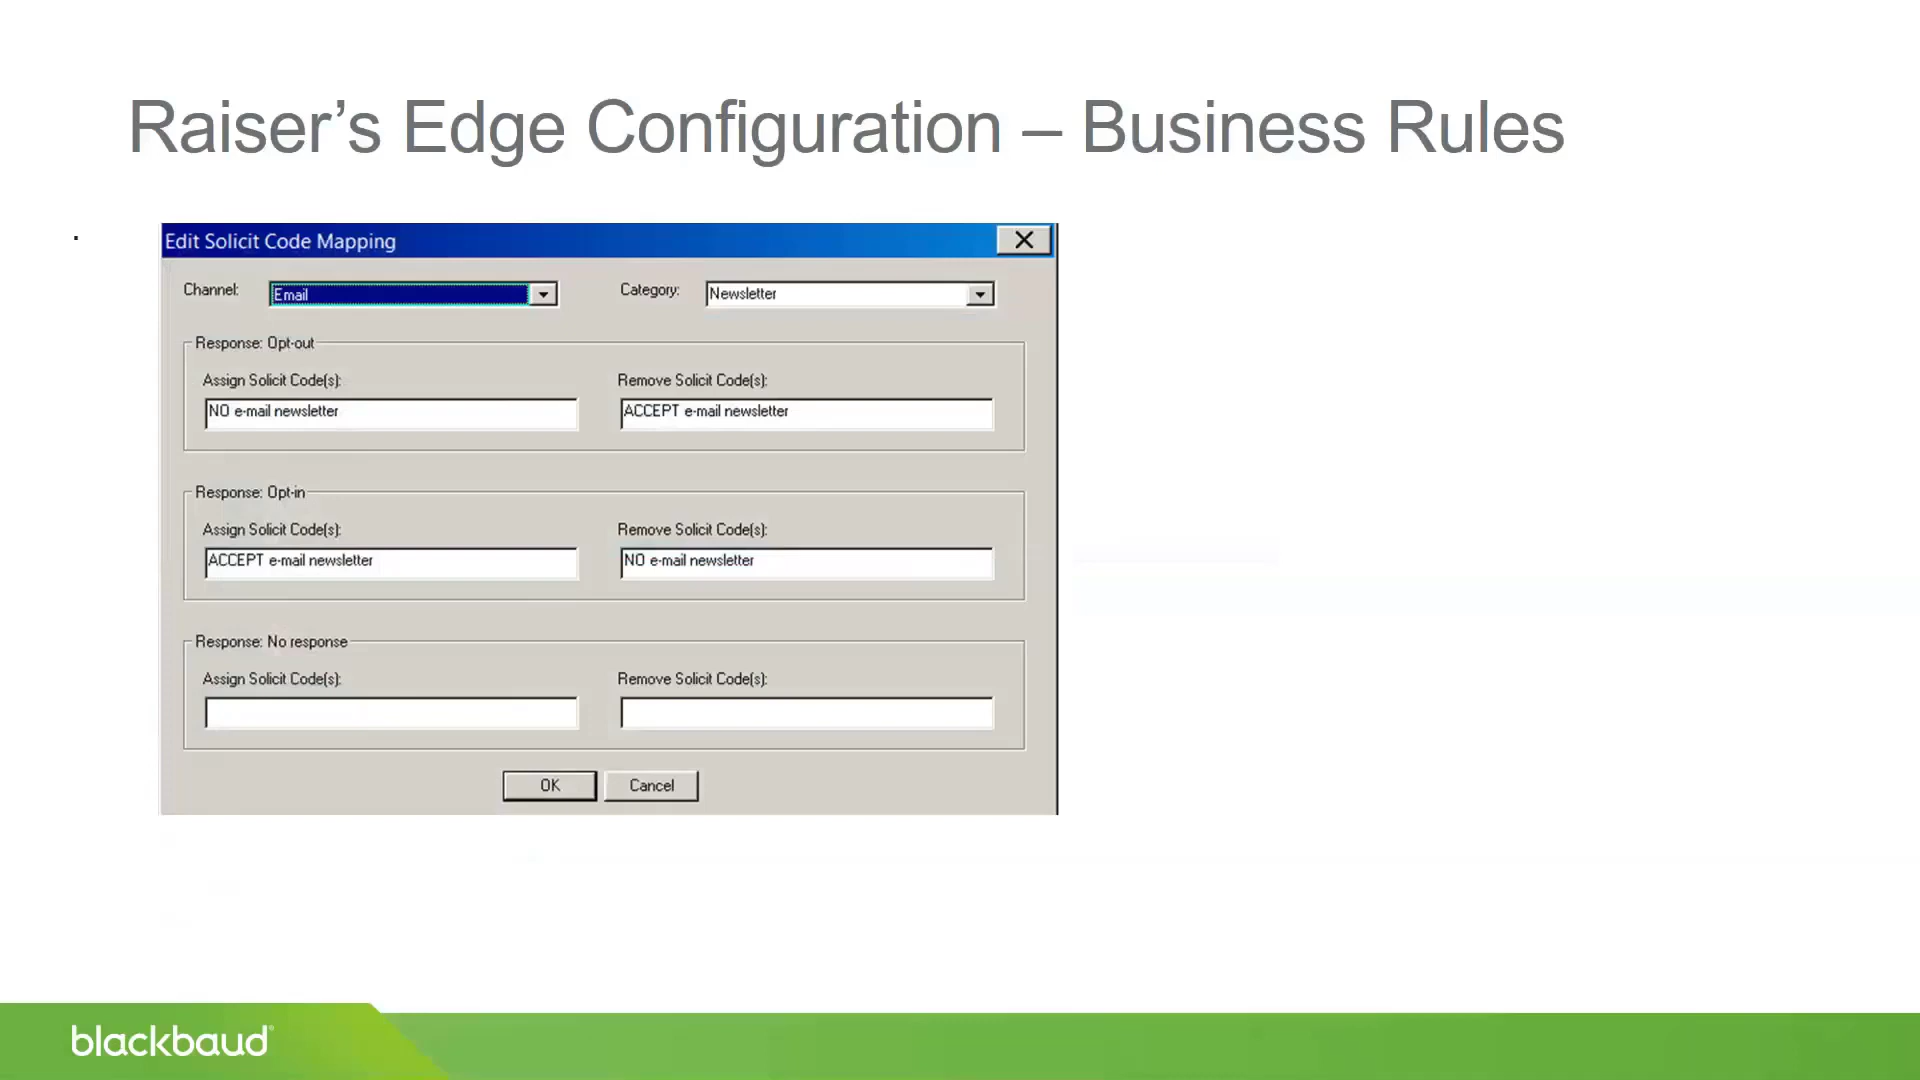 Raiser’s Edge Configuration – Business Rules
Edit Solicit Code Mapping
Channel: Email Category: Newsletter
Response: Opt-out
Assign Solicit Code(s): Remove Solicit Code(s):
NO e-mail newsletter ACCEPT e-mail newsletter
Response: Opt-in
Assign Solicit Code(s): Remove Solicit Code(s):
ACCEPT e-mail newsletter NO e-mail newsletter
Response: No response
Assign Solicit Code(s): Remove Solicit Code(s):
OK Cancel
blackbaud®